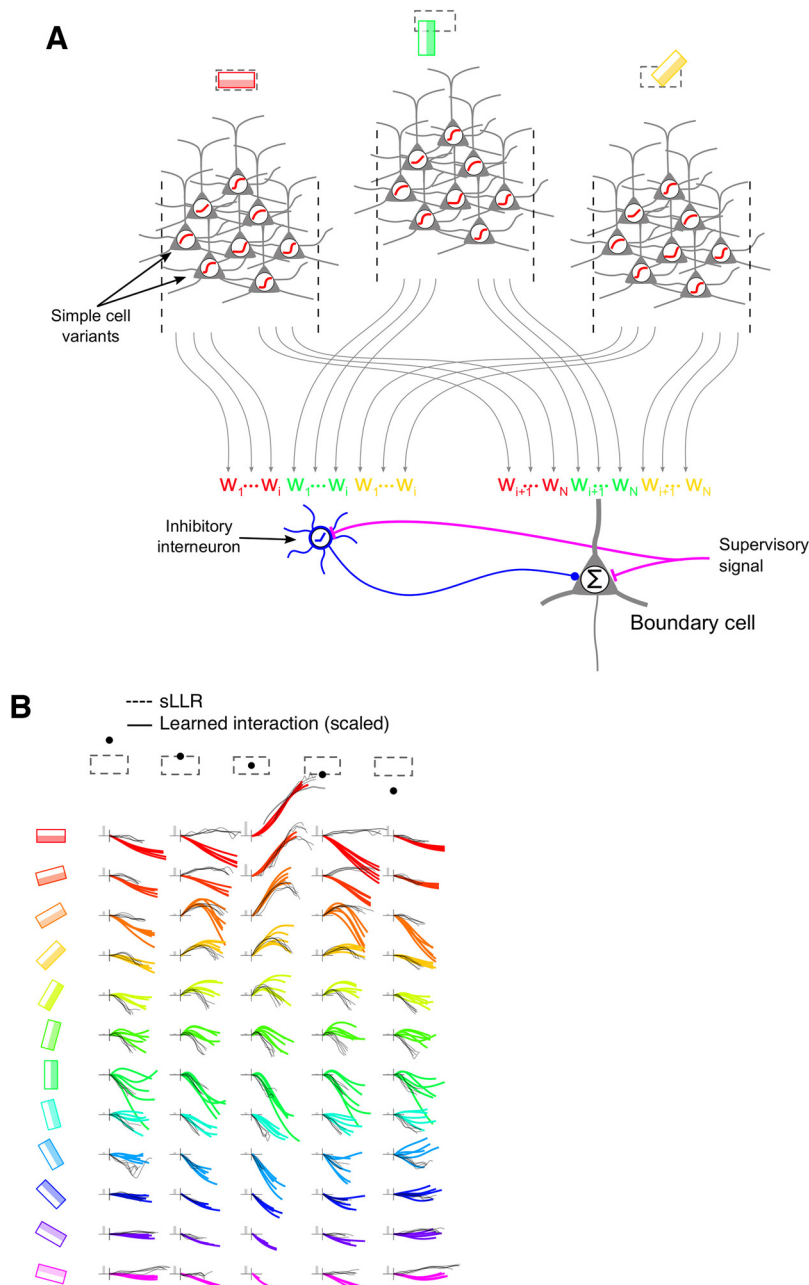 A
Simple cell
variants
W1...Wi W1...Wi W1...Wi Wi+1...WN Wi+1...WN Wi+1...WN
Inhibitory
interneuron
Supervisory
signal
Σ
Boundary cell
B
sLLR
Learned interaction (scaled)